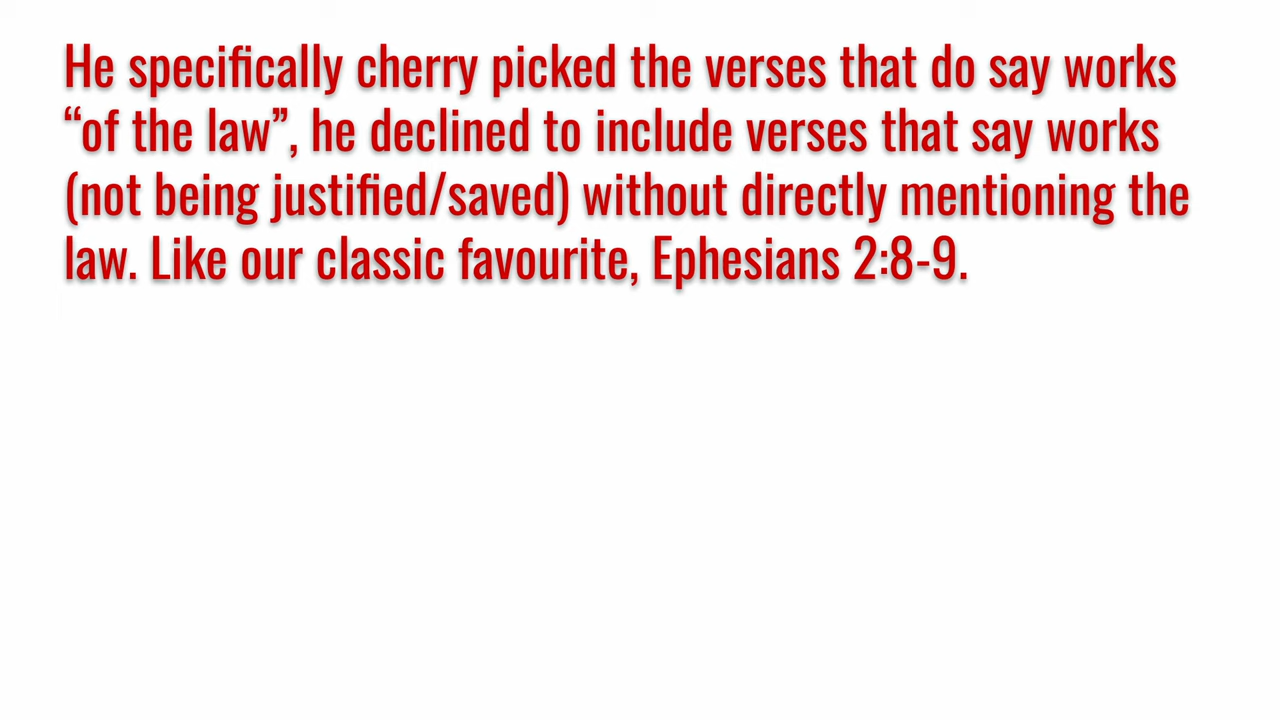 He specifically cherry picked the verses that do say works
“of the law”, he declined to include verses that say works
(not being justified/saved) without directly mentioning the
law. Like our classic favourite, Ephesians 2:8-9.